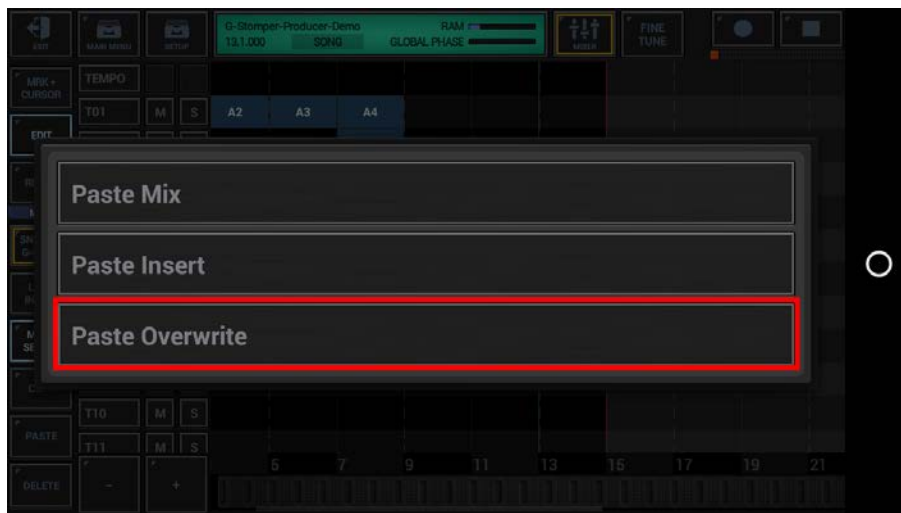 EXIT
MAIN MENU
SETUP
G-Stomper-Producer-Demo
RAM
13.1.000
SONG
GLOBAL PHASE
MIXER
FINE
TUNE
MRK +
CURSOR
TEMPO
T01
M
S
A2
A3
A4
EDIT
Paste Mix
Paste Insert
Paste Overwrite
T10
M
S
PASTE
T11
M
S
5
7
9
11
13
15
17
19
21
DELETE
-
+